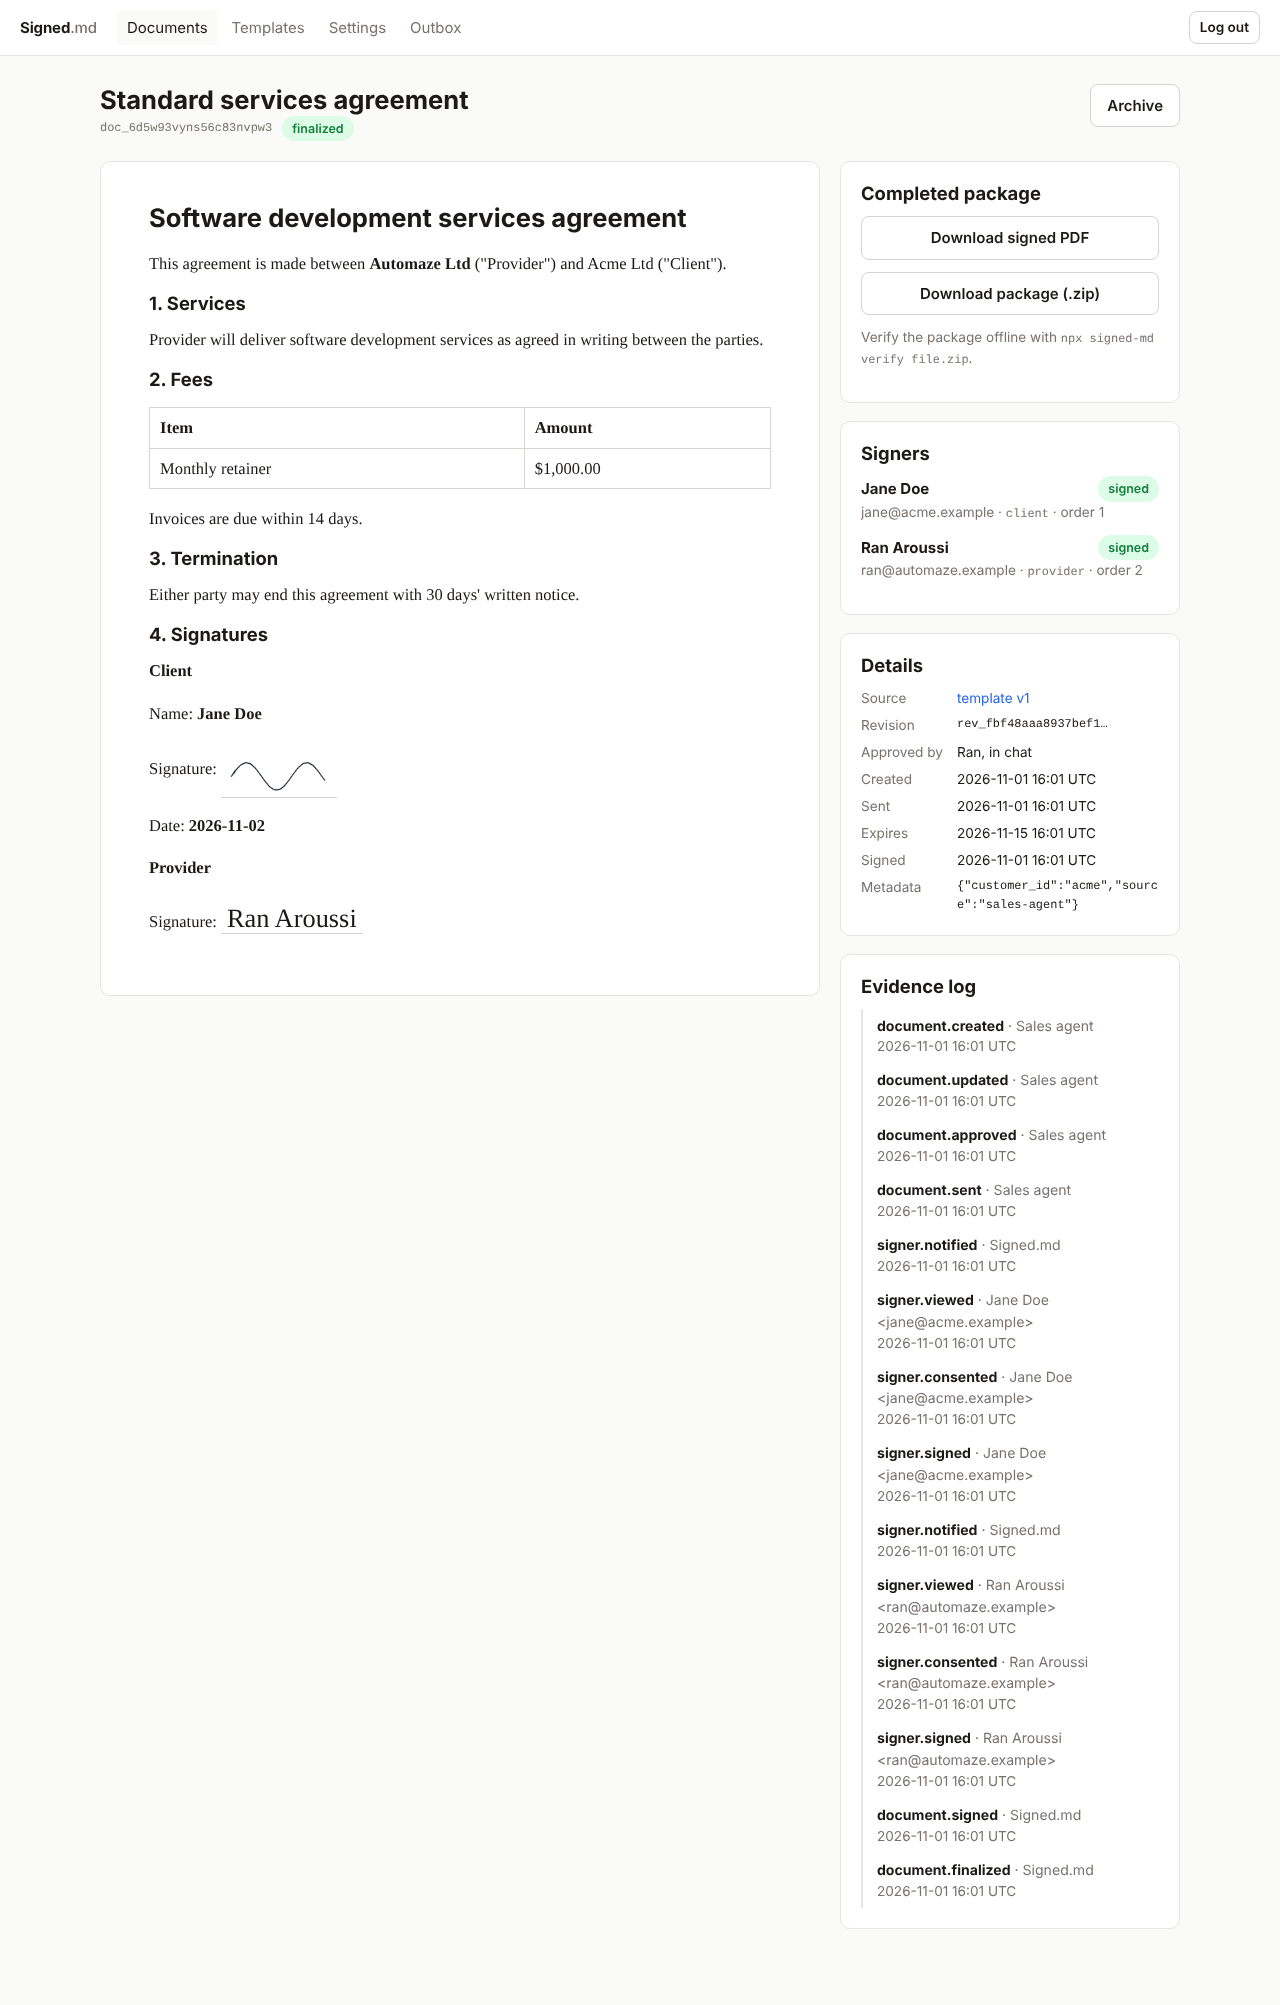 Signed.md Documents Templates Settings Outbox Log out
Standard services agreement
Archive
doc_6d5w93vyns56c83nvpw3 finalized
Software development services agreement
This agreement is made between Automaze Ltd ("Provider") and Acme Ltd ("Client").
1. Services
Provider will deliver software development services as agreed in writing between the parties.
2. Fees
Item Amount
Monthly retainer $1,000.00
Invoices are due within 14 days.
3. Termination
Either party may end this agreement with 30 days' written notice.
4. Signatures
Client
Name: Jane Doe
Signature:
Date: 2026-11-02
Provider
Signature: Ran Aroussi
Completed package
Download signed PDF
Download package (.zip)
Verify the package offline with npx signed-md
verify file.zip.
Signers
Jane Doe signed
jane@acme.example · client · order 1
Ran Aroussi signed
ran@automaze.example · provider · order 2
Details
Source template v1
Revision rev_fbf48aaa8937bef1…
Approved by Ran, in chat
Created 2026-11-01 16:01 UTC
Sent 2026-11-01 16:01 UTC
Expires 2026-11-15 16:01 UTC
Signed 2026-11-01 16:01 UTC
Metadata {"customer_id":"acme","sourc
e":"sales-agent"}
Evidence log
document.created · Sales agent
2026-11-01 16:01 UTC
document.updated · Sales agent
2026-11-01 16:01 UTC
document.approved · Sales agent
2026-11-01 16:01 UTC
document.sent · Sales agent
2026-11-01 16:01 UTC
signer.notified · Signed.md
2026-11-01 16:01 UTC
signer.viewed · Jane Doe
<jane@acme.example>
2026-11-01 16:01 UTC
signer.consented · Jane Doe
<jane@acme.example>
2026-11-01 16:01 UTC
signer.signed · Jane Doe
<jane@acme.example>
2026-11-01 16:01 UTC
signer.notified · Signed.md
2026-11-01 16:01 UTC
signer.viewed · Ran Aroussi
<ran@automaze.example>
2026-11-01 16:01 UTC
signer.consented · Ran Aroussi
<ran@automaze.example>
2026-11-01 16:01 UTC
signer.signed · Ran Aroussi
<ran@automaze.example>
2026-11-01 16:01 UTC
document.signed · Signed.md
2026-11-01 16:01 UTC
document.finalized · Signed.md
2026-11-01 16:01 UTC